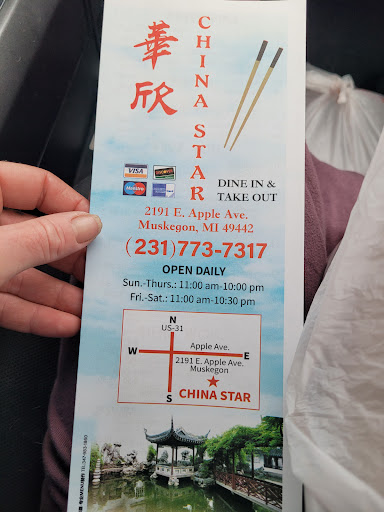 華欣
CHINA STAR
VISA
DISCOVER
DINE IN &
TAKE OUT
2191 E. Apple Ave.
Muskegon, MI 49442
(231)773-7317
OPEN DAILY
Sun.-Thurs.: 11:00 am-10:00 pm
Fri.-Sat.: 11:00 am-10:30 pm
N
US-31
Apple Ave.
W
E
2191 E. Apple Ave.
Muskegon
S
CHINA STAR